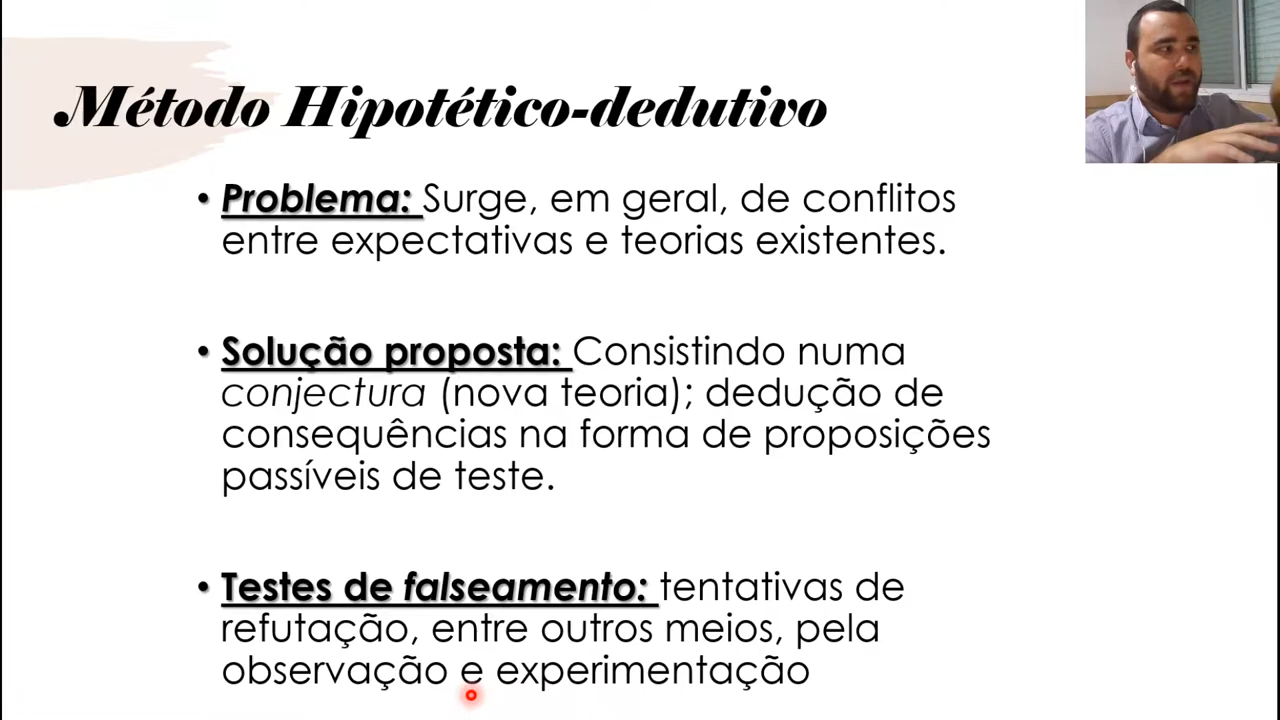 Método Hipotético-dedutivo
• Problema: Surge, em geral, de conflitos
entre expectativas e teorias existentes.
• Solução proposta: Consistindo numa
conjectura (nova teoria); dedução de
consequências na forma de proposições
passíveis de teste.
• Testes de falseamento: tentativas de
refutação, entre outros meios, pela
observação e experimentação